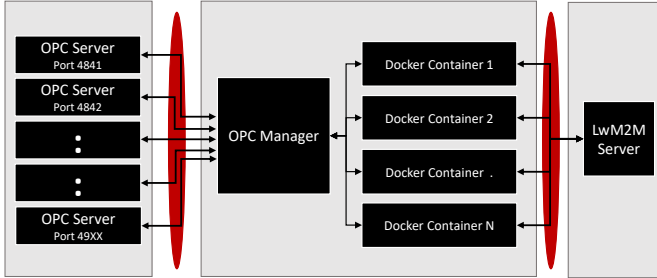 OPC Server
Port 4841
OPC Server
Port 4842
:
:
OPC Server
Port 49XX
OPC Manager
Docker Container 1
Docker Container 2
Docker Container .
Docker Container N
LwM2M
Server